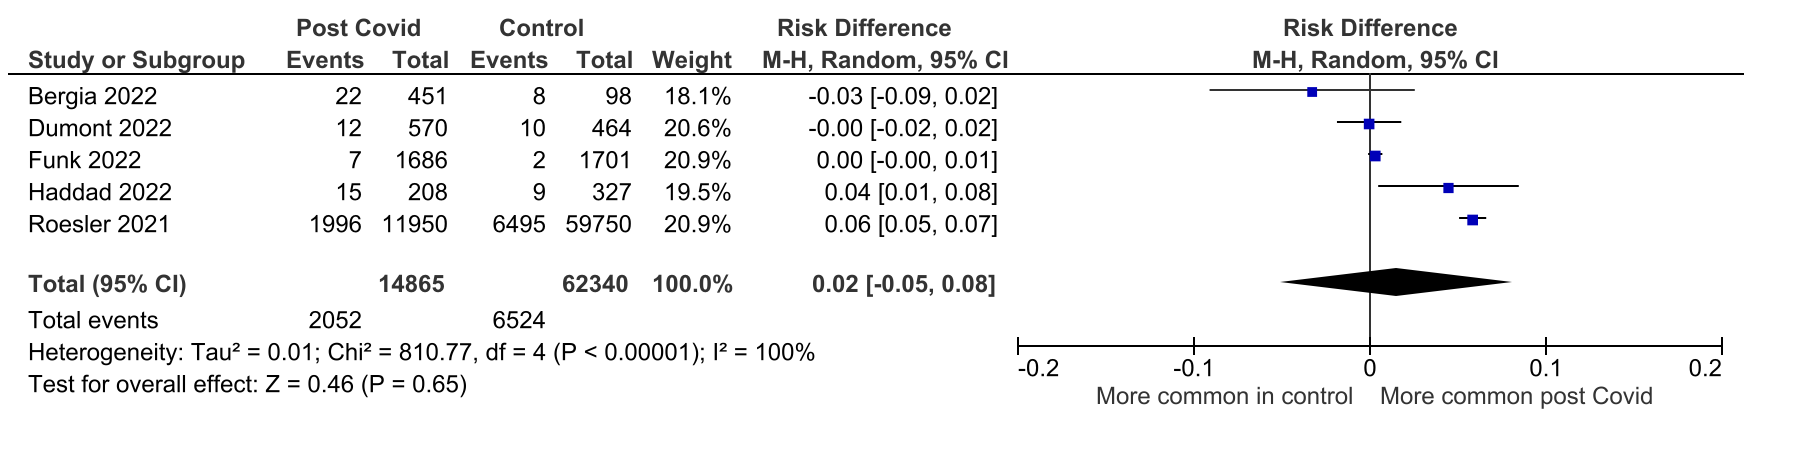 Post Covid Control Risk Difference Risk Difference
Study or Subgroup Events Total Events Total Weight M-H, Random, 95% CI M-H, Random, 95% CI
Bergia 2022 22 451 8 98 18.1% -0.03 [-0.09, 0.02]
Dumont 2022 12 570 10 464 20.6% -0.00 [-0.02, 0.02]
Funk 2022 7 1686 2 1701 20.9% 0.00 [-0.00, 0.01]
Haddad 2022 15 208 9 327 19.5% 0.04 [0.01, 0.08]
Roesler 2021 1996 11950 6495 59750 20.9% 0.06 [0.05, 0.07]
Total (95% CI) 14865 62340 100.0% 0.02 [-0.05, 0.08]
Total events 2052 6524
Heterogeneity: Tau² = 0.01; Chi² = 810.77, df = 4 (P < 0.00001); I² = 100%
Test for overall effect: Z = 0.46 (P = 0.65)
-0.2 -0.1 0 0.1 0.2
More common in control More common post Covid